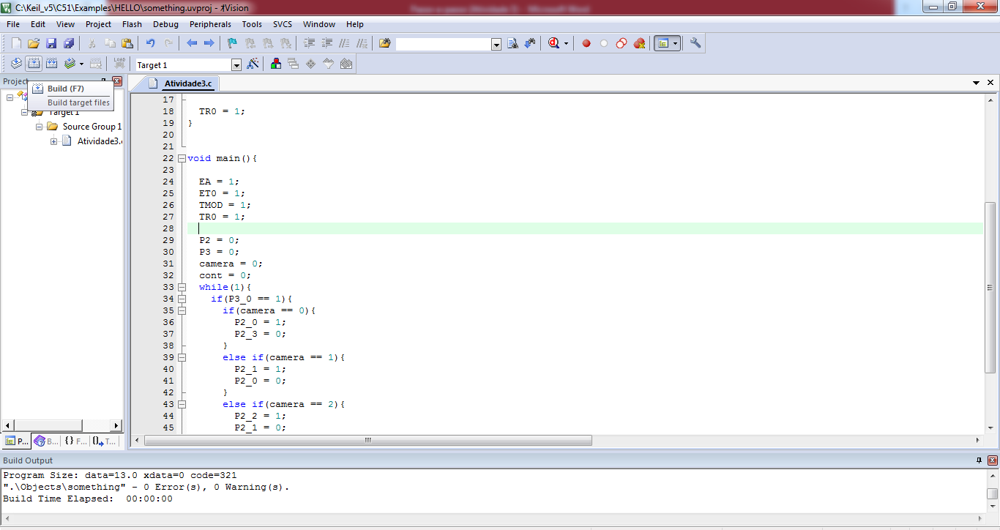 C:\Keil_v5\C51\Examples\HELLO\something.uvproj - µVision
File Edit View Project Flash Debug Peripherals Tools SVCS Window Help
LOAD
Target 1
Project
Atividade3.c
Build (F7)
Build target files
Target 1
Source Group 1
Atividade3.c
17
18 TR0 = 1;
19 }
20
21
22 void main(){
23
24 EA = 1;
25 ET0 = 1;
26 TMOD = 1;
27 TR0 = 1;
28
29 P2 = 0;
30 P3 = 0;
31 camera = 0;
32 cont = 0;
33 while(1){
34 if(P3_0 == 1){
35 if(camera == 0){
36 P2_0 = 1;
37 P2_3 = 0;
38 }
39 else if(camera == 1){
40 P2_1 = 1;
41 P2_0 = 0;
42 }
43 else if(camera == 2){
44 P2_2 = 1;
45 P2_1 = 0;
P... B... {} F... T...
Build Output
Program Size: data=13.0 xdata=0 code=321
".\Objects\something" - 0 Error(s), 0 Warning(s).
Build Time Elapsed: 00:00:00